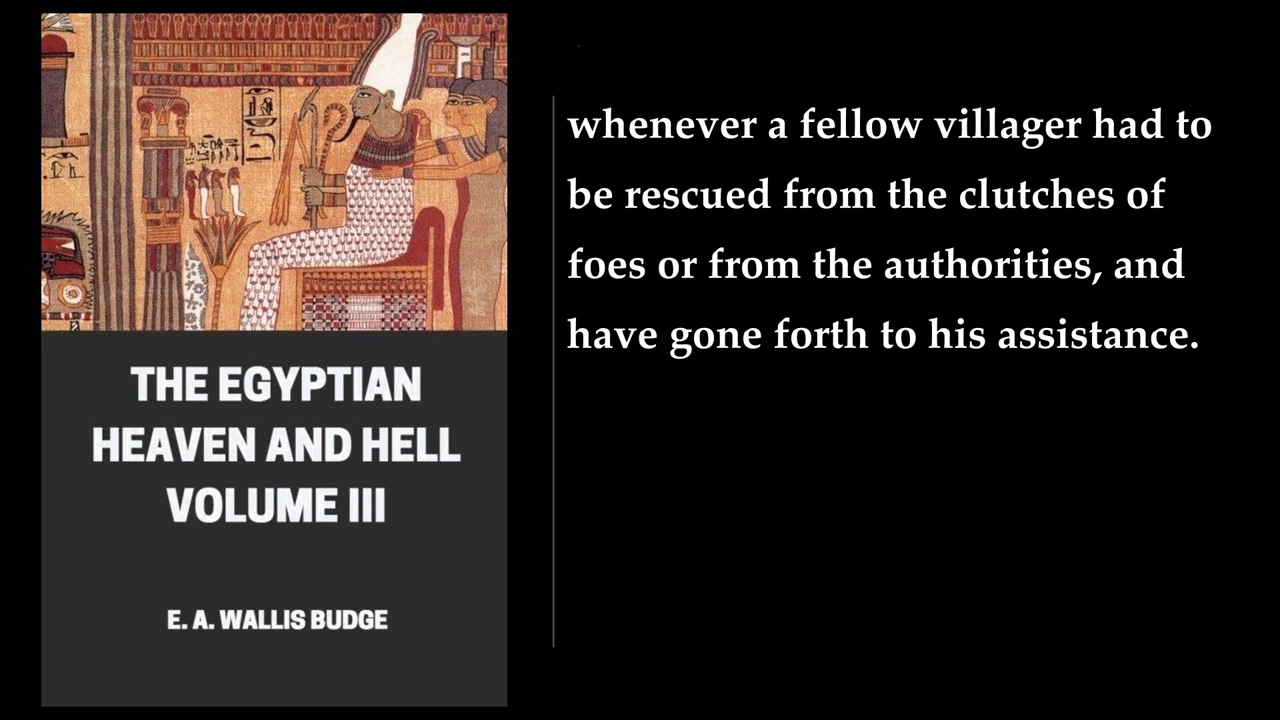 THE EGYPTIAN
HEAVEN AND HELL
VOLUME III
E. A. WALLIS BUDGE
whenever a fellow villager had to
be rescued from the clutches of
foes or from the authorities, and
have gone forth to his assistance.